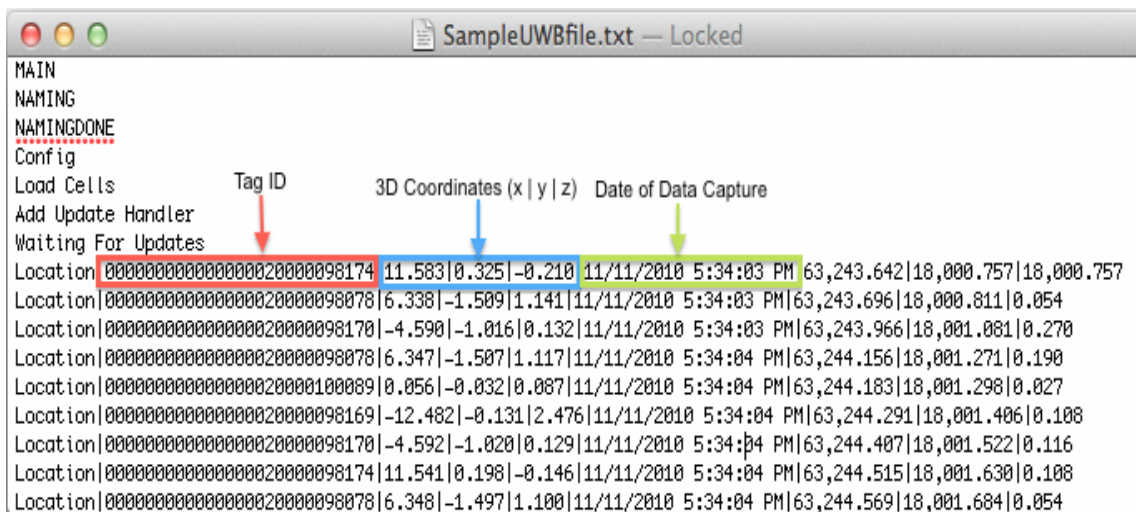 SampleUWBfile.txt — Locked
MAIN
NAMING
NAMINGDONE
Config
Load Cells
Tag ID
3D Coordinates (x | y | z)
Date of Data Capture
Add Update Handler
Waiting For Updates
Location 000000000000000020000098174 11.583|0.325|-0.210 11/11/2010 5:34:03 PM 63,243.642|18,000.757|18,000.757
Location|000000000000000020000098078|6.338|-1.509|1.141|11/11/2010 5:34:03 PM|63,243.696|18,000.811|0.054
Location|000000000000000020000098170|-4.590|-1.016|0.132|11/11/2010 5:34:03 PM|63,243.966|18,001.081|0.270
Location|000000000000000020000098078|6.347|-1.507|1.117|11/11/2010 5:34:04 PM|63,244.156|18,001.271|0.190
Location|000000000000000020000100089|0.056|-0.032|0.087|11/11/2010 5:34:04 PM|63,244.183|18,001.298|0.027
Location|000000000000000020000098169|-12.482|-0.131|2.476|11/11/2010 5:34:04 PM|63,244.291|18,001.406|0.108
Location|000000000000000020000098170|-4.592|-1.020|0.129|11/11/2010 5:34:04 PM|63,244.407|18,001.522|0.116
Location|000000000000000020000098174|11.541|0.198|-0.146|11/11/2010 5:34:04 PM|63,244.515|18,001.630|0.108
Location|000000000000000020000098078|6.348|-1.497|1.100|11/11/2010 5:34:04 PM|63,244.569|18,001.684|0.054